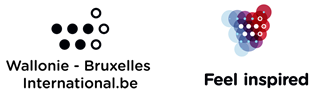 Wallonie - Bruxelles
International.be
Feel inspired